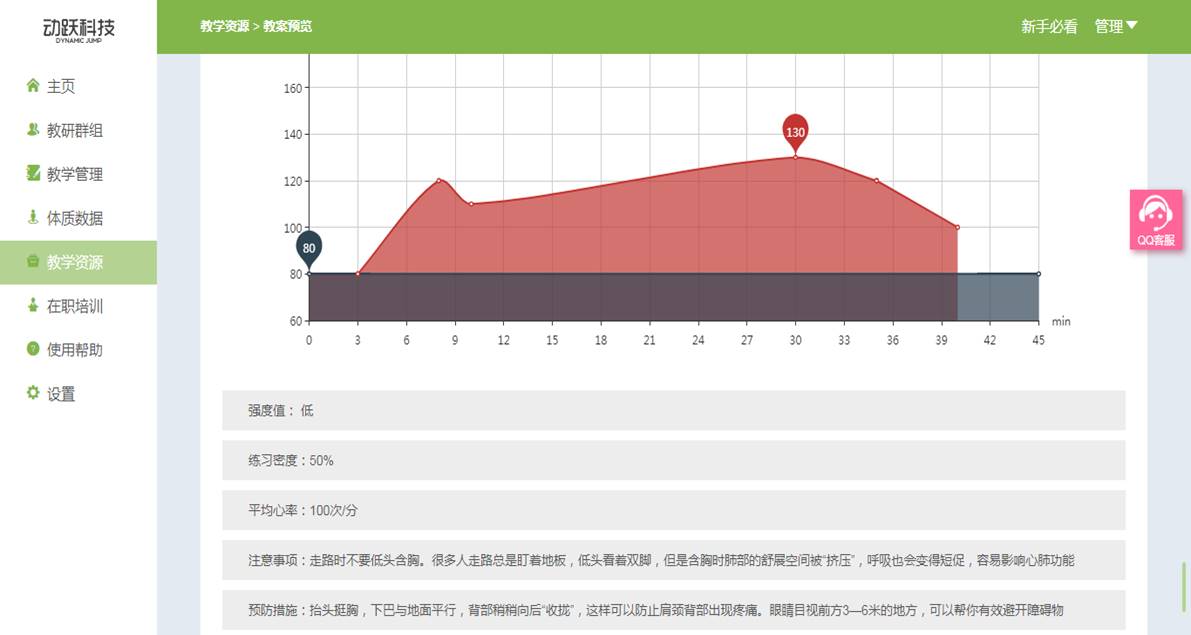 动跃科技
DYNAMIC JUMP
教学资源 > 教案预览
新手必看 管理
主页
教研群组
教学管理
体质数据
教学资源
在职培训
使用帮助
设置
160
140
120
100
80
60
130
80
0 3 6 9 12 15 18 21 24 27 30 33 36 39 42 45
min
QQ客服
强度值： 低
练习密度：50%
平均心率：100次/分
注意事项：走路时不要低头含胸。很多人走路总是盯着地板，低头看着双脚，但是含胸时肺部的舒展空间被“挤压”，呼吸也会变得短促，容易影响心肺功能
预防措施：抬头挺胸，下巴与地面平行，背部稍稍向后“收拢”，这样可以防止肩颈背部出现疼痛。眼睛目视前方3—6米的地方，可以帮你有效避开障碍物